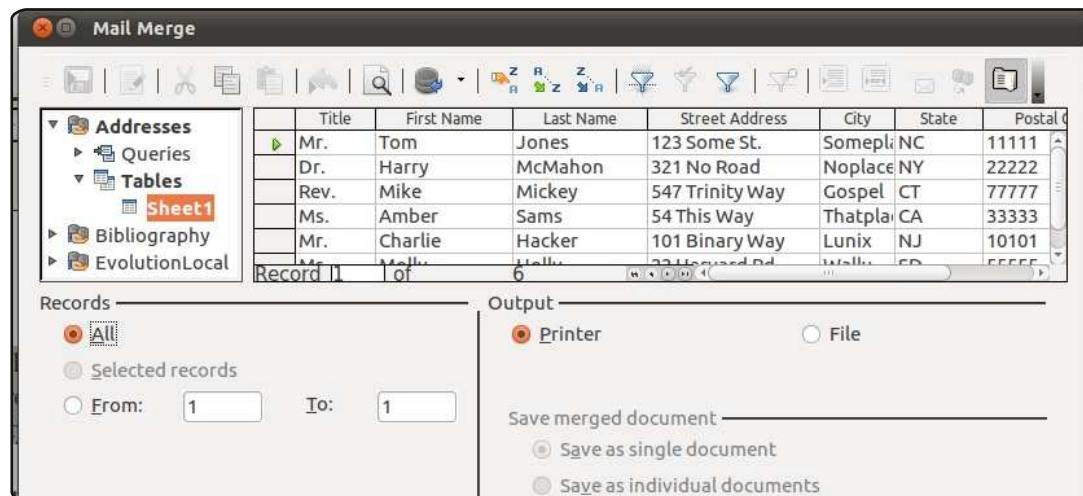 Mail Merge
Addresses
Queries
Tables
Sheet1
Bibliography
EvolutionLocal
Title First Name Last Name Street Address City State Postal
Mr. Tom Jones 123 Some St. Somepla NC 11111
Dr. Harry McMahon 321 No Road Noplace NY 22222
Rev. Mike Mickey 547 Trinity Way Gospel CT 77777
Ms. Amber Sams 54 This Way Thatpla CA 33333
Mr. Charlie Hacker 101 Binary Way Lunix NJ 10101
Record 1 of 6
Records
All
Selected records
From: 1 To: 1
Output
Printer File
Save merged document
Save as single document
Save as individual documents